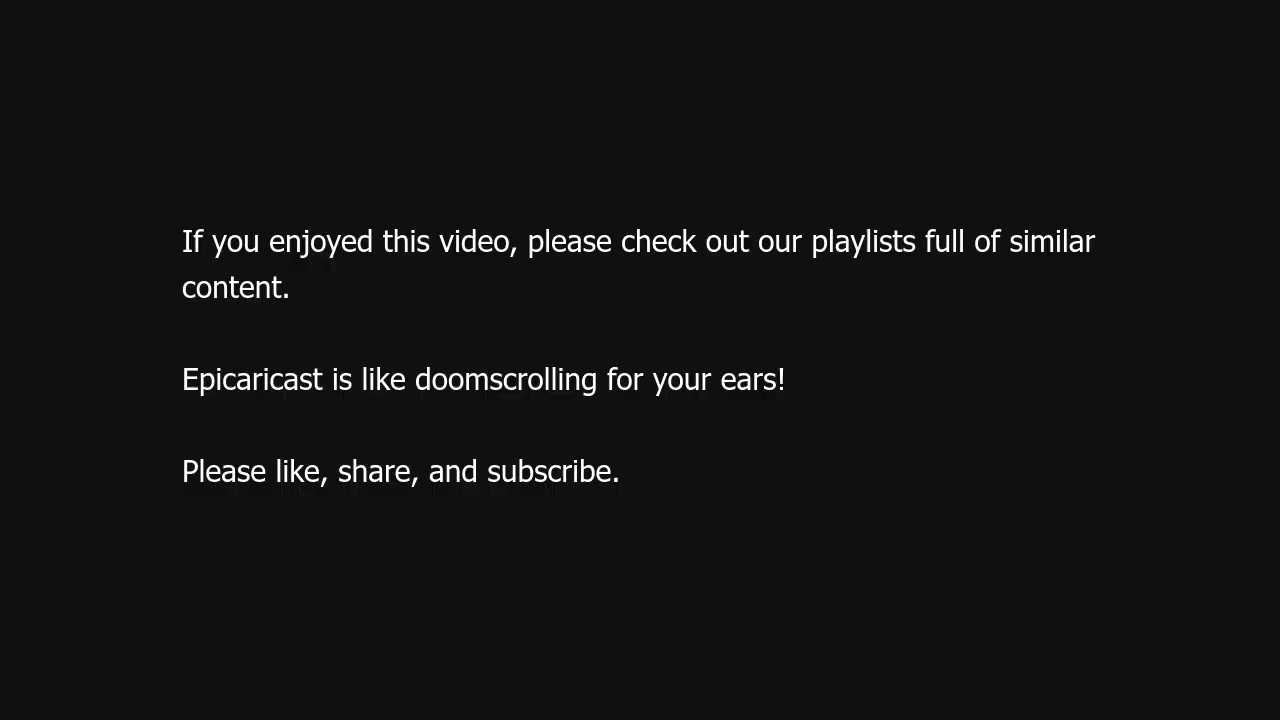 If you enjoyed this video, please check out our playlists full of similar
content.
Epicaricast is like doomscrolling for your ears!
Please like, share, and subscribe.